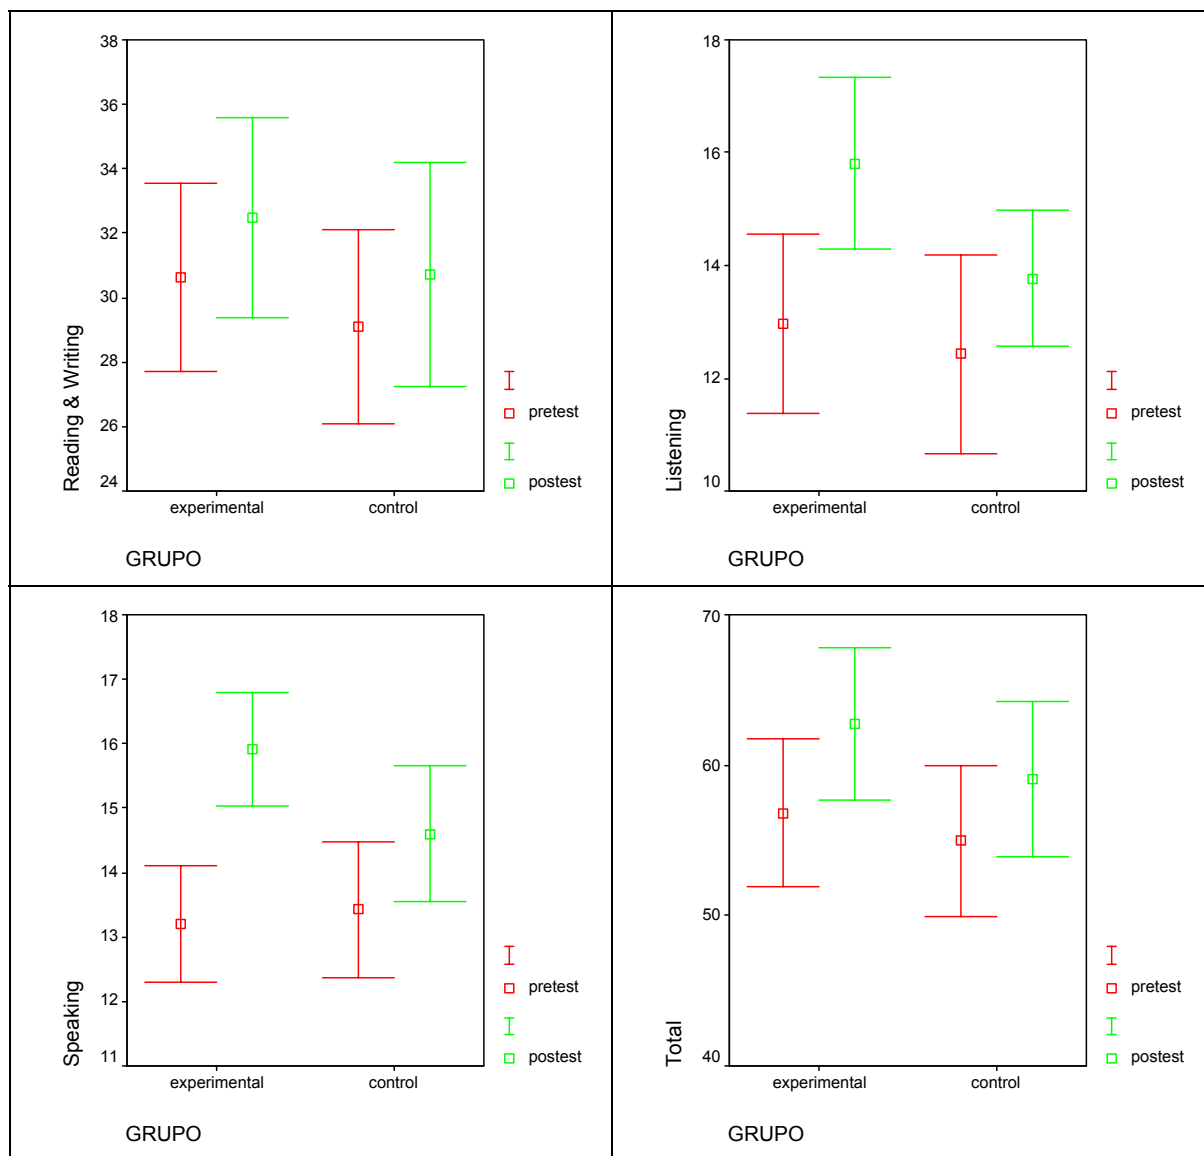 38
36
34
32
30
28
26
24
Reading & Writing
experimental
control
GRUPO
pretest
postest
18
16
14
12
10
Listening
experimental
control
GRUPO
pretest
postest
18
17
16
15
14
13
12
11
Speaking
experimental
control
GRUPO
pretest
postest
70
60
50
40
Total
experimental
control
GRUPO
pretest
postest